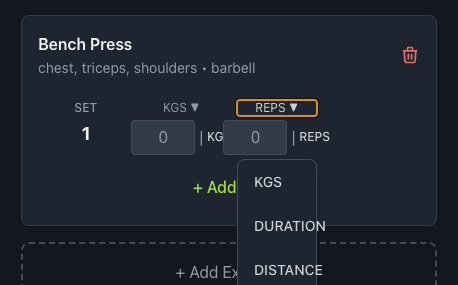 Bench Press
chest, triceps, shoulders • barbell
SET
KGS ▼
REPS ▼
1
0 | KG
0 | REPS
+ Add
KGS
DURATION
DISTANCE
+ Add Ex